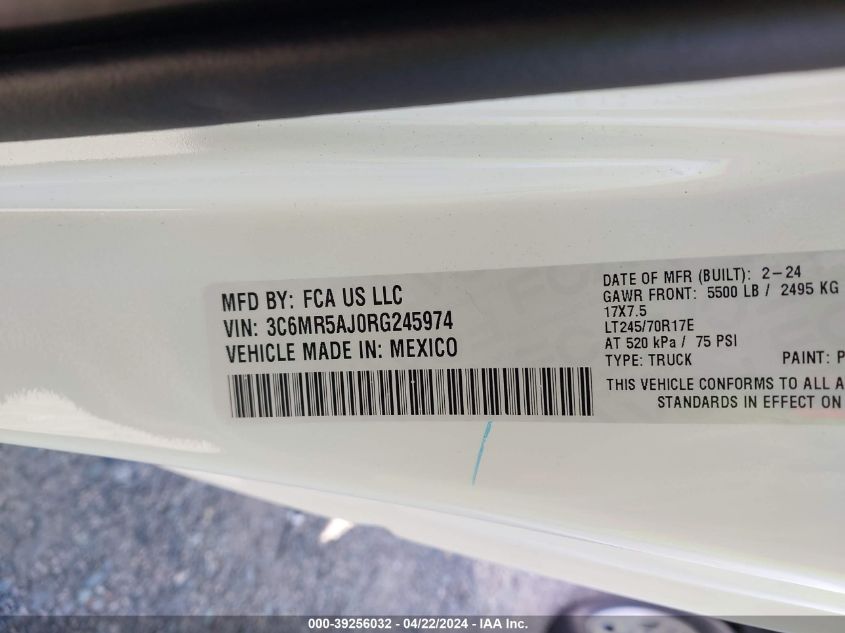 MFD BY: FCA US LLC
VIN: 3C6MR5AJ0RG245974
VEHICLE MADE IN: MEXICO
DATE OF MFR (BUILT): 2-24
GAWR FRONT: 5500 LB / 2495 KG
17X7.5
LT245/70R17E
AT 520 kPa / 75 PSI
TYPE: TRUCK PAINT: P
THIS VEHICLE CONFORMS TO ALL A
STANDARDS IN EFFECT ON
000-39256032 - 04/22/2024 - IAA Inc.